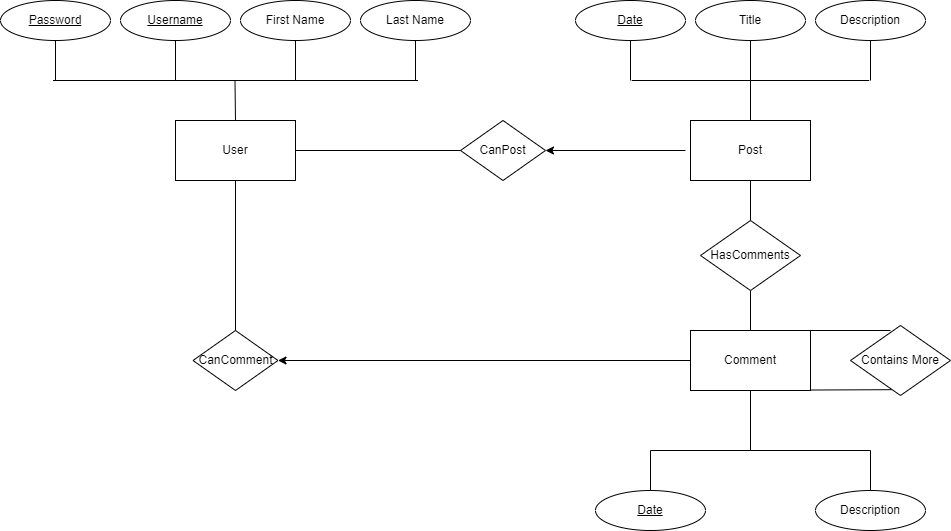 Password
Username
First Name
Last Name
Date
Title
Description
User
CanPost
Post
HasComments
CanComment
Comment
Contains More
Date
Description